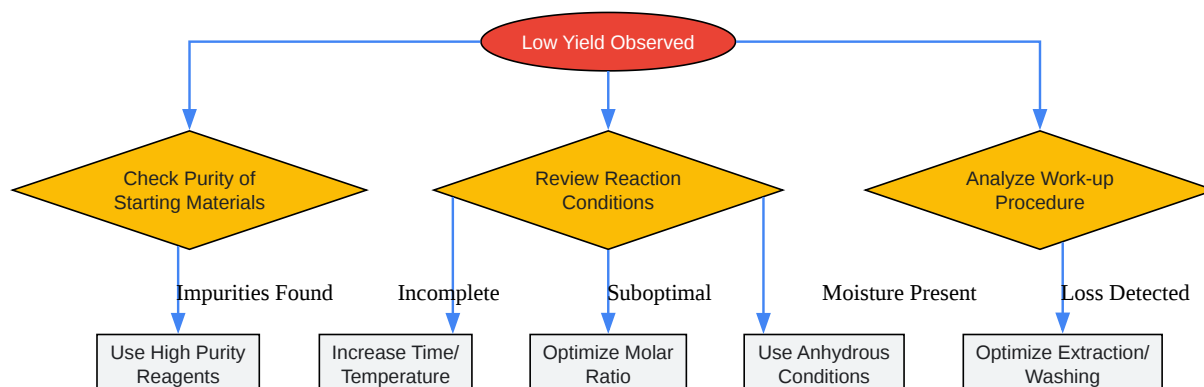 Low Yield Observed
Check Purity of
Starting Materials
Review Reaction
Conditions
Analyze Work-up
Procedure
Impurities Found
Incomplete
Suboptimal
Moisture Present
Loss Detected
Use High Purity
Reagents
Increase Time/
Temperature
Optimize Molar
Ratio
Use Anhydrous
Conditions
Optimize Extraction/
Washing